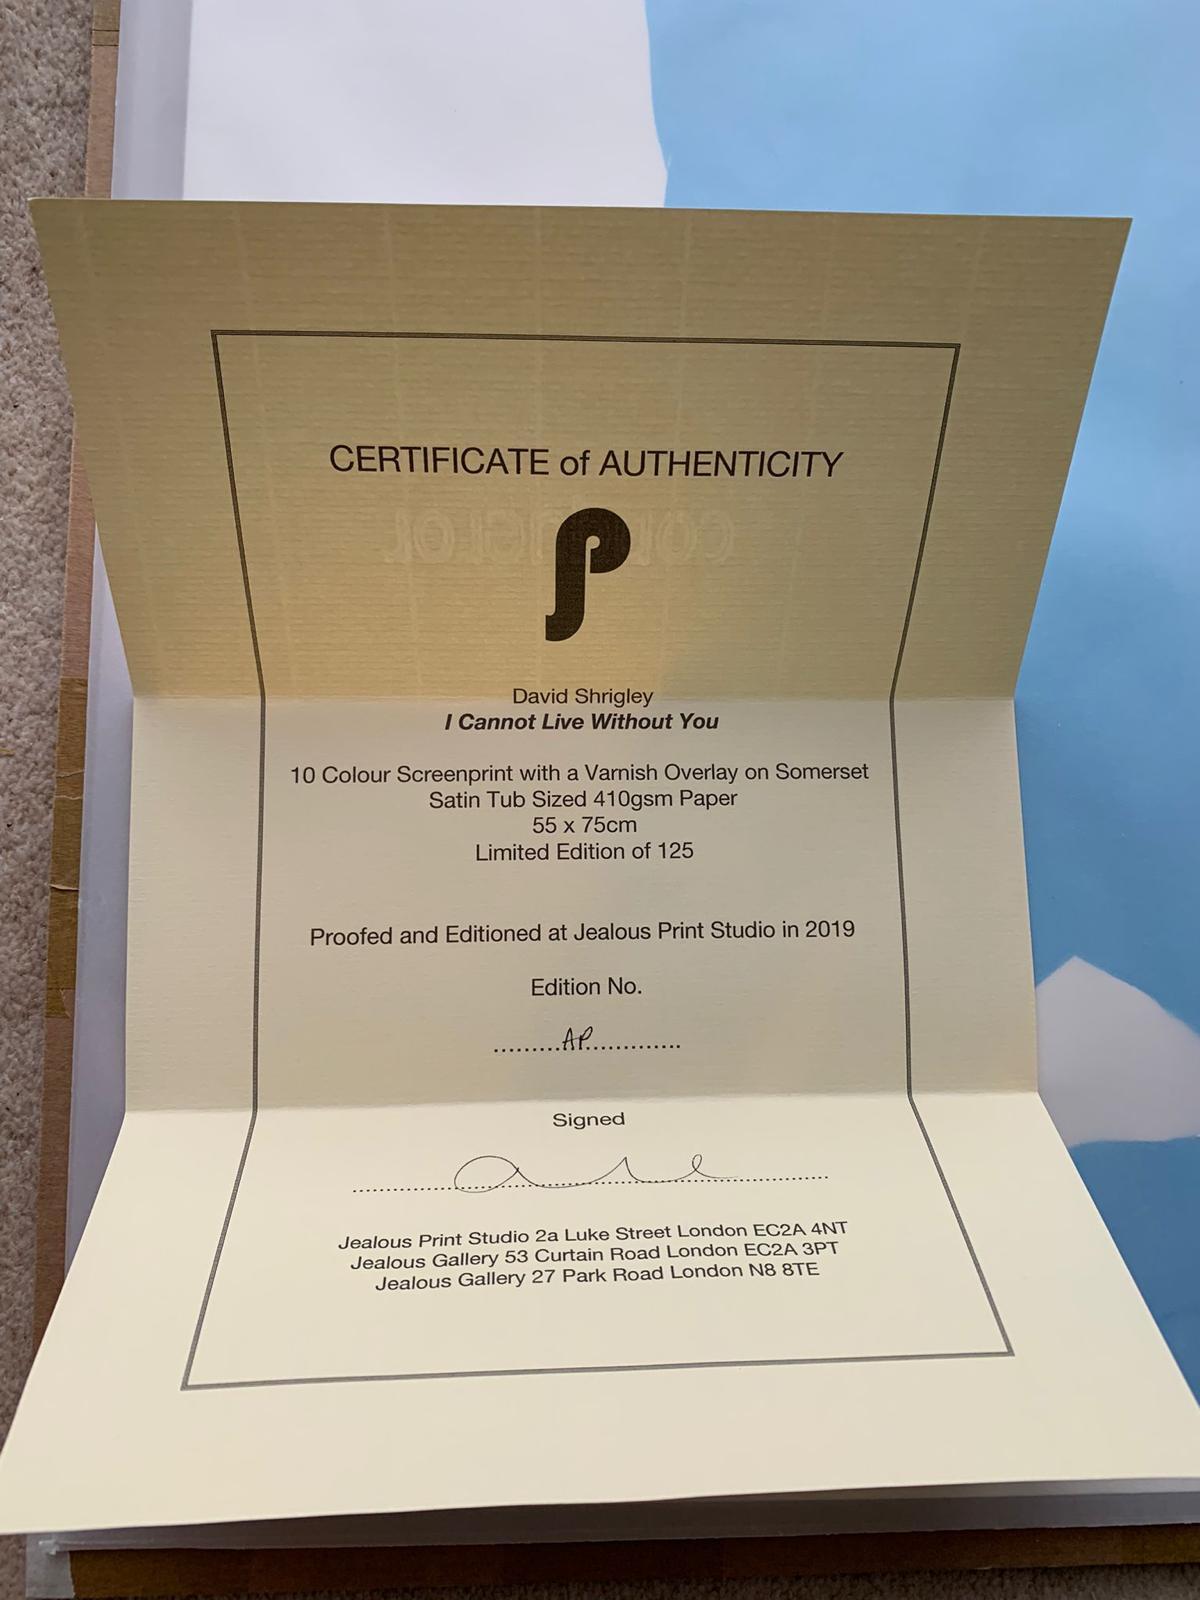 CERTIFICATE of AUTHENTICITY
David Shrigley
I Cannot Live Without You
10 Colour Screenprint with a Varnish Overlay on Somerset
Satin Tub Sized 410gsm Paper
55 x 75cm
Limited Edition of 125
Proofed and Editioned at Jealous Print Studio in 2019
Edition No.
.........AP.............
Signed
Jealous Print Studio 2a Luke Street London EC2A 4NT
Jealous Gallery 53 Curtain Road London EC2A 3PT
Jealous Gallery 27 Park Road London N8 8TE